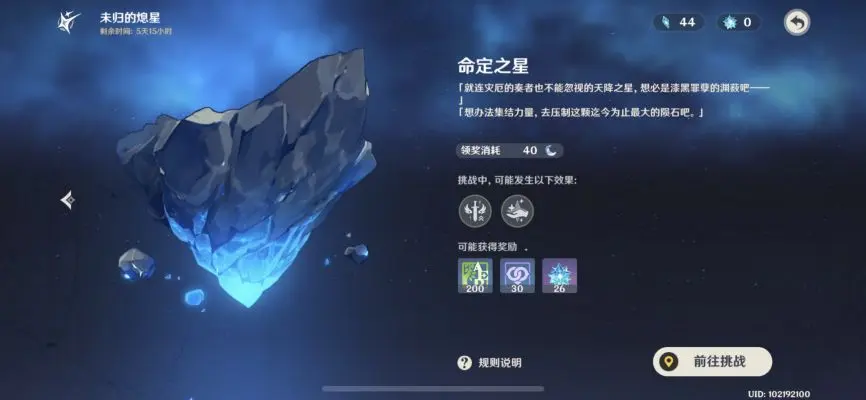 未归的熄星
剩余时间: 5天15小时
44
0
命定之星
「就连灾厄的奏者也不能忽视的天降之星, 想必是漆黑罪孽的渊薮吧——
」
「想办法集结力量, 去压制这颗迄今为止最大的陨石吧。」
领奖消耗 40
挑战中, 可能发生以下效果:
可能获得奖励
200
30
26
? 规则说明
前往挑战
UID: 102192100